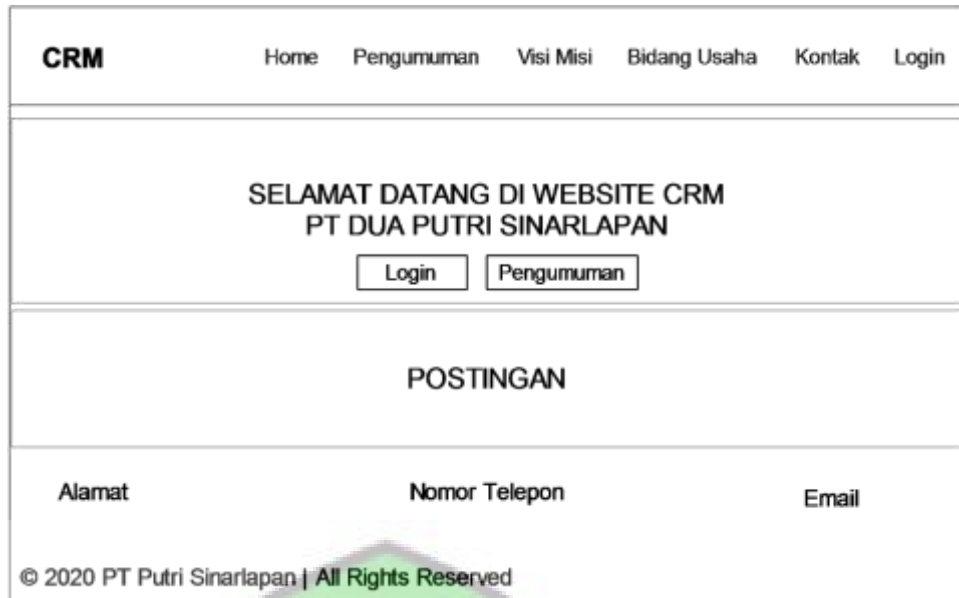 CRM Home Pengumuman Visi Misi Bidang Usaha Kontak Login
SELAMAT DATANG DI WEBSITE CRM
PT DUA PUTRI SINARLAPAN
Login Pengumuman
POSTINGAN
Alamat Nomor Telepon Email
© 2020 PT Putri Sinarlapan | All Rights Reserved